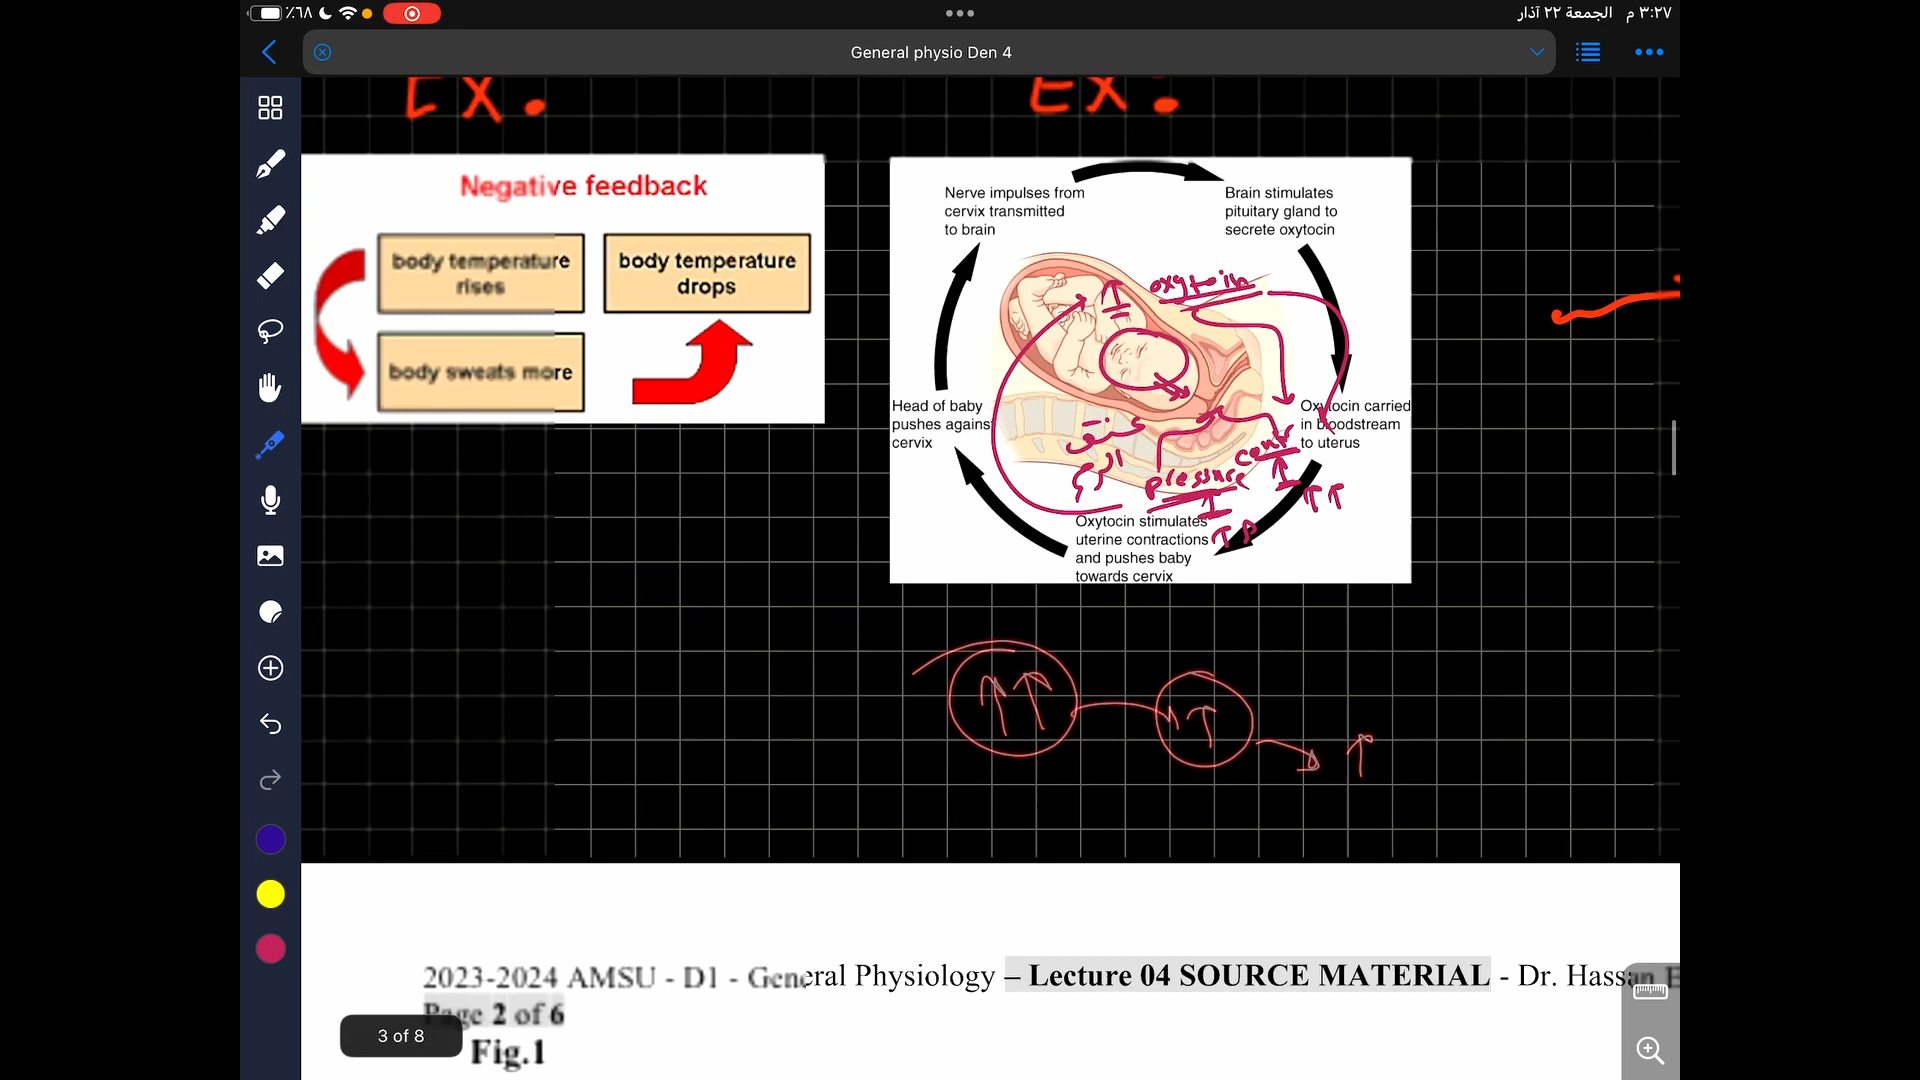 ٪٦٨
٣:٢٧ م الجمعة ٢٢ آذار
General physio Den 4
EX:
EX:
Negative feedback
body temperature
rises
body temperature
drops
body sweats more
Nerve impulses from
cervix transmitted
to brain
Brain stimulates
pituitary gland to
secrete oxytocin
oxytoin
Head of baby
pushes agains
cervix
Oxytocin carried
in bloodstream
to uterus
pressure
Oxytocin stimulates
uterine contractions
and pushes baby
towards cervix
2023-2024 AMSU - D1 - General Physiology – Lecture 04 SOURCE MATERIAL - Dr. Hassan E
Page 2 of 6
3 of 8
Fig.1